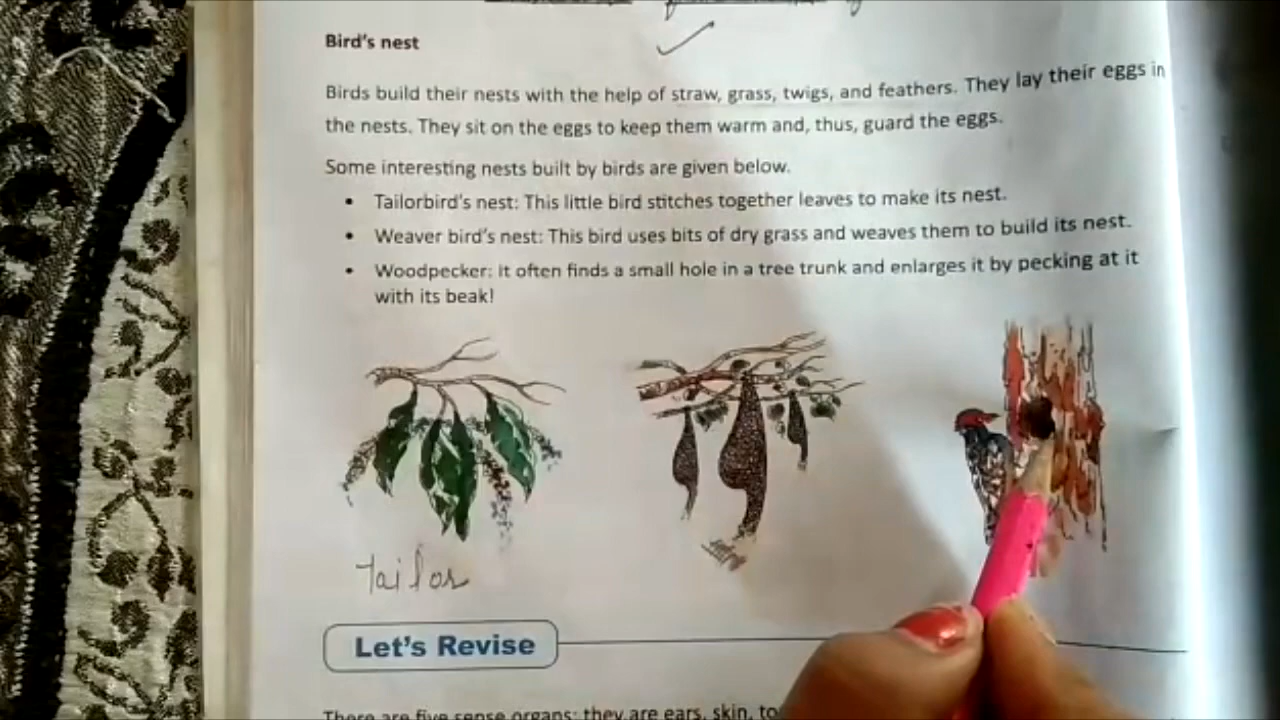 Bird's nest
Birds build their nests with the help of straw, grass, twigs, and feathers. They lay their eggs in
the nests. They sit on the eggs to keep them warm and, thus, guard the eggs.
Some interesting nests built by birds are given below.
• Tailorbird's nest: This little bird stitches together leaves to make its nest.
• Weaver bird's nest: This bird uses bits of dry grass and weaves them to build its nest.
• Woodpecker: It often finds a small hole in a tree trunk and enlarges it by pecking at it
with its beak!
Tailor
Let's Revise
There are five sense organs: they are ears, skin,